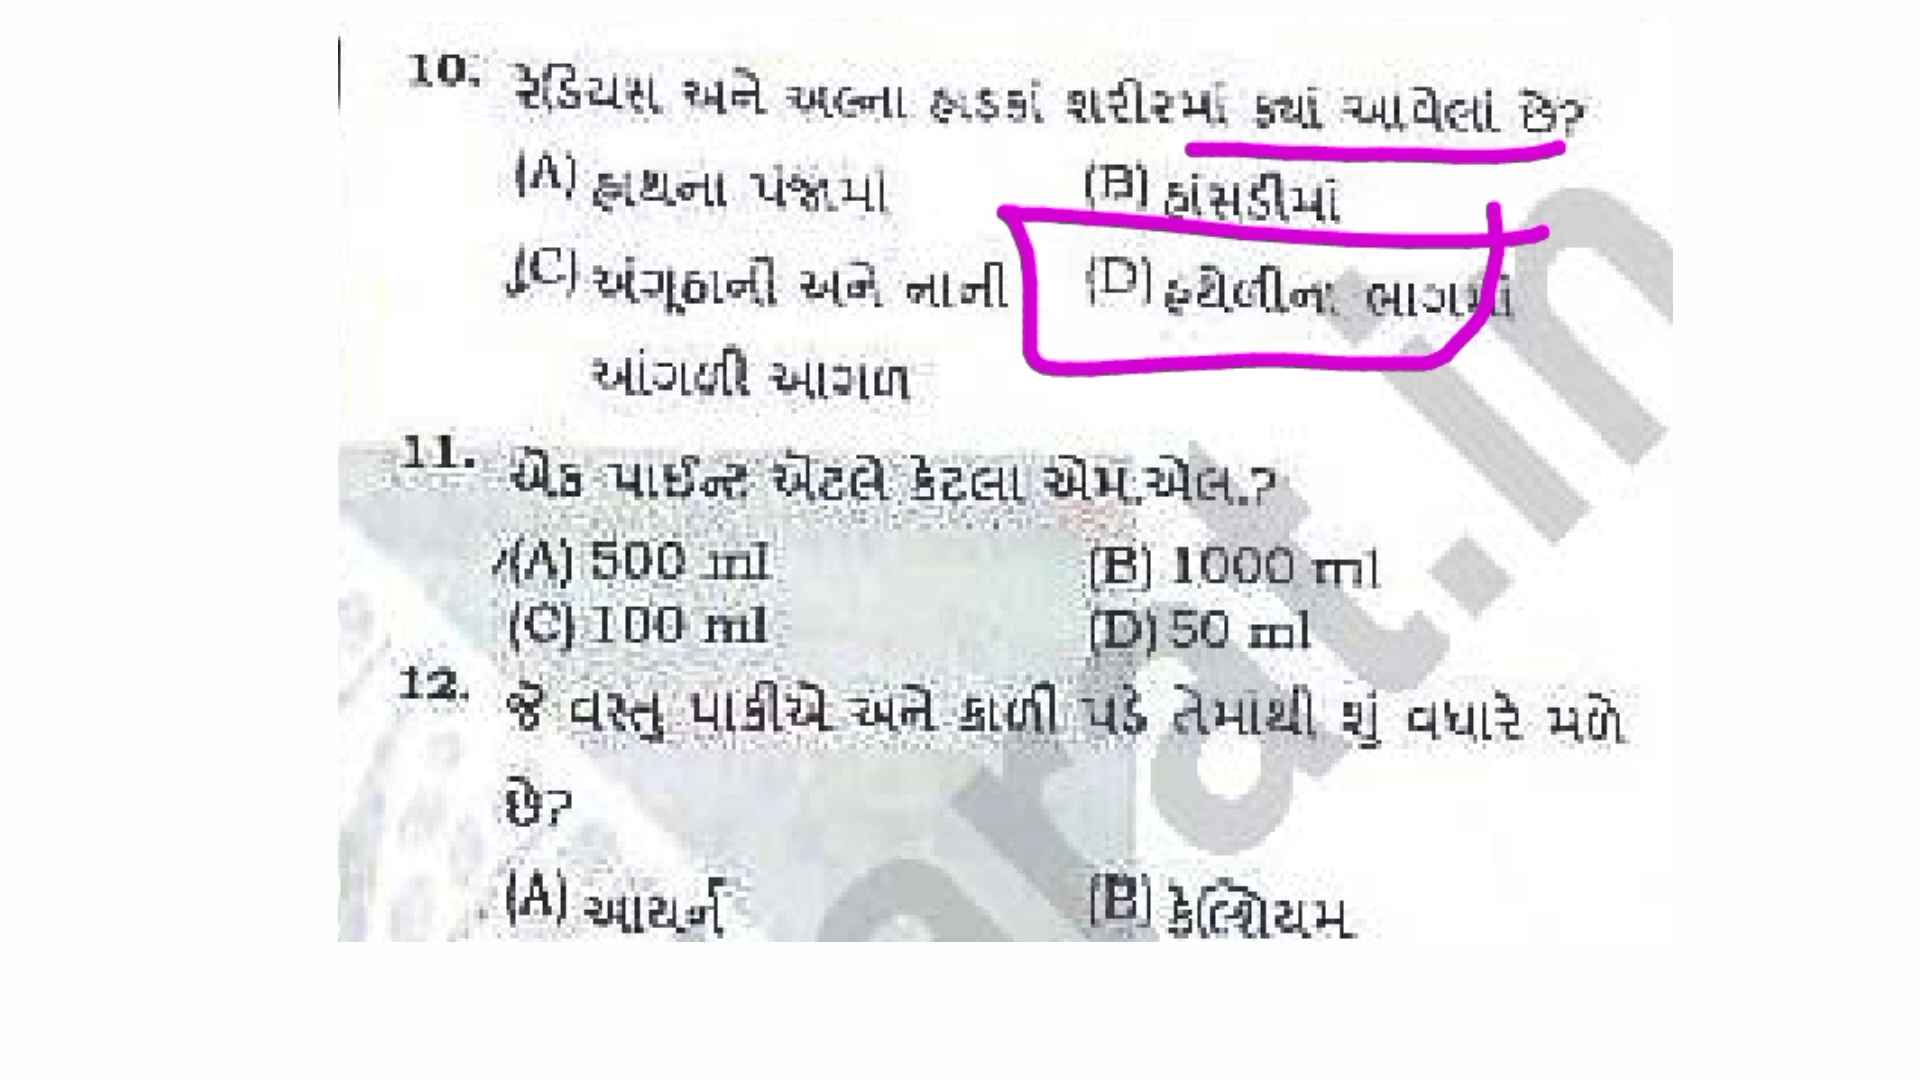 10. રેડિયસ અને અલ્ના હાડકાં શરીરમાં ક્યાં આવેલાં છે?
(A) હાથના પંજામાં (B) હાંસડીમાં
(C) અંગૂઠાની અને નાની (D) હથેળીના ભાગમાં
આંગળી આગળ
11. એક પાઈન્ટ એટલે કેટલા એમ.એલ.?
(A) 500 ml (B) 1000 ml
(C) 100 ml (D) 50 ml
12. જે વસ્તુ પાકીએ અને કાળી પડે તેમાંથી શું વધારે મળે
છે?
(A) આયર્ન (B) કેલ્શિયમ